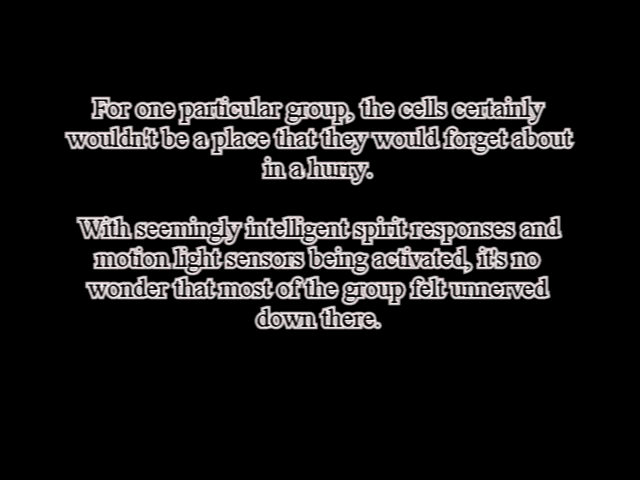 For one particular group, the cells certainly
wouldn't be a place that they would forget about
in a hurry.
With seemingly intelligent spirit responses and
motion light sensors being activated, it's no
wonder that most of the group felt unnerved
down there.